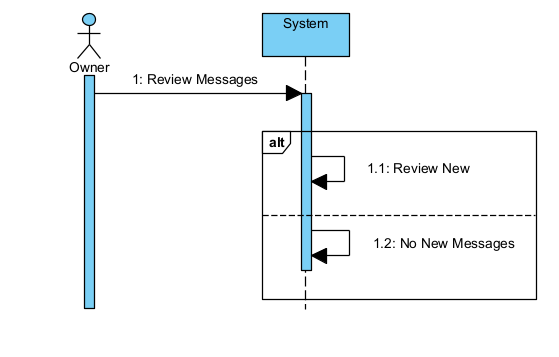 System
Owner
1: Review Messages
alt
1.1: Review New
1.2: No New Messages